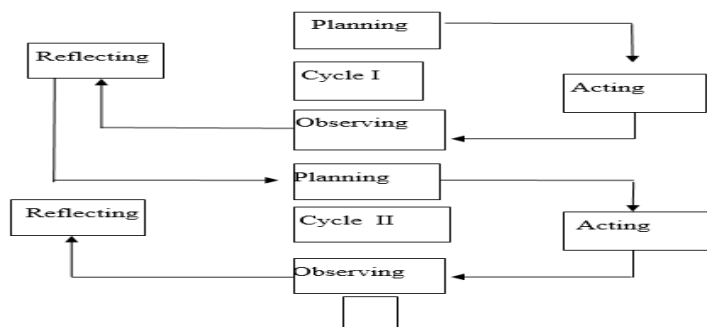 Planning
Reflecting
Cycle I
Acting
Observing
Planning
Reflecting
Cycle II
Acting
Observing